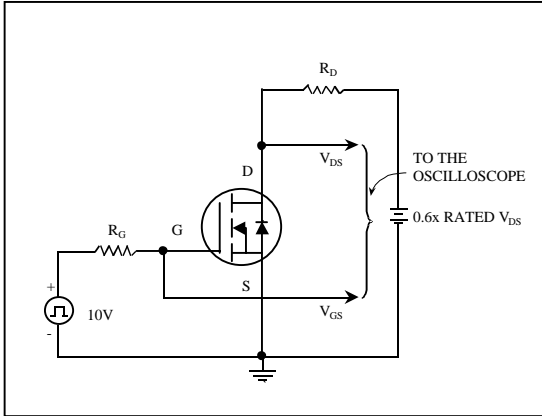 R_D
V_DS
TO THE
OSCILLOSCOPE
D
0.6x RATED V_DS
R_G
G
S
+
10V
-
V_GS